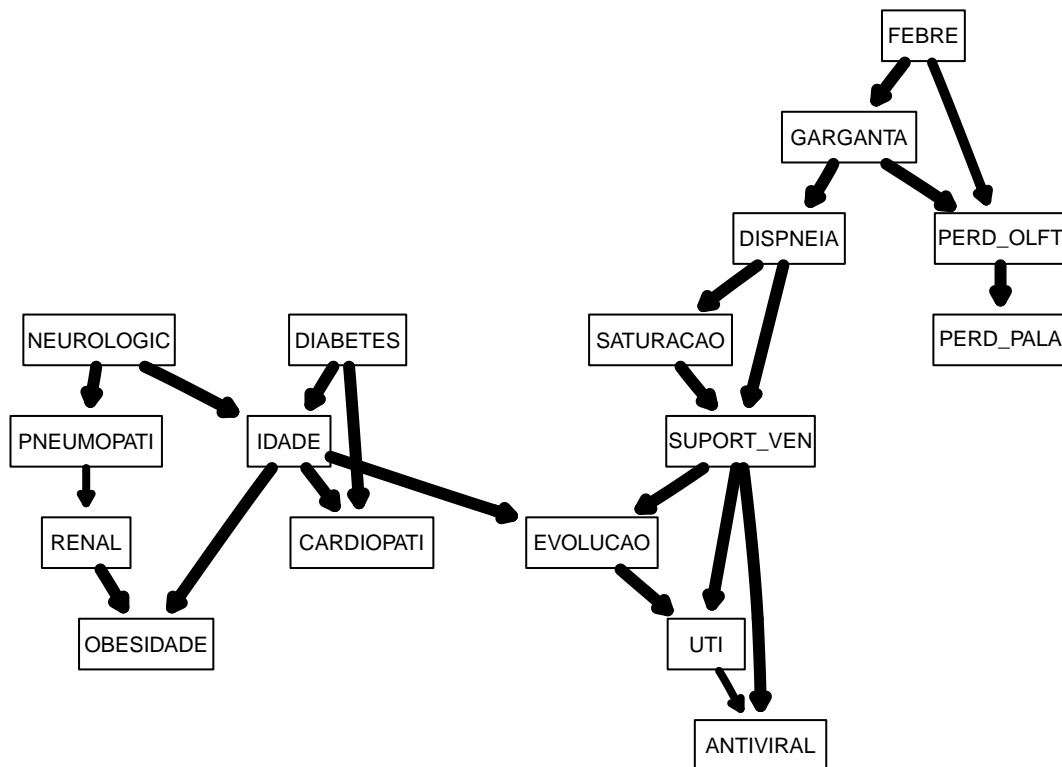 FEBRE
GARGANTA
DISPNEIA
PERD_OLFT
NEUROLOGIC
DIABETES
SATURACAO
PERD_PALA
PNEUMOPATI
IDADE
SUPORT_VEN
RENAL
CARDIOPATI
EVOLUCAO
OBESIDADE
UTI
ANTIVIRAL